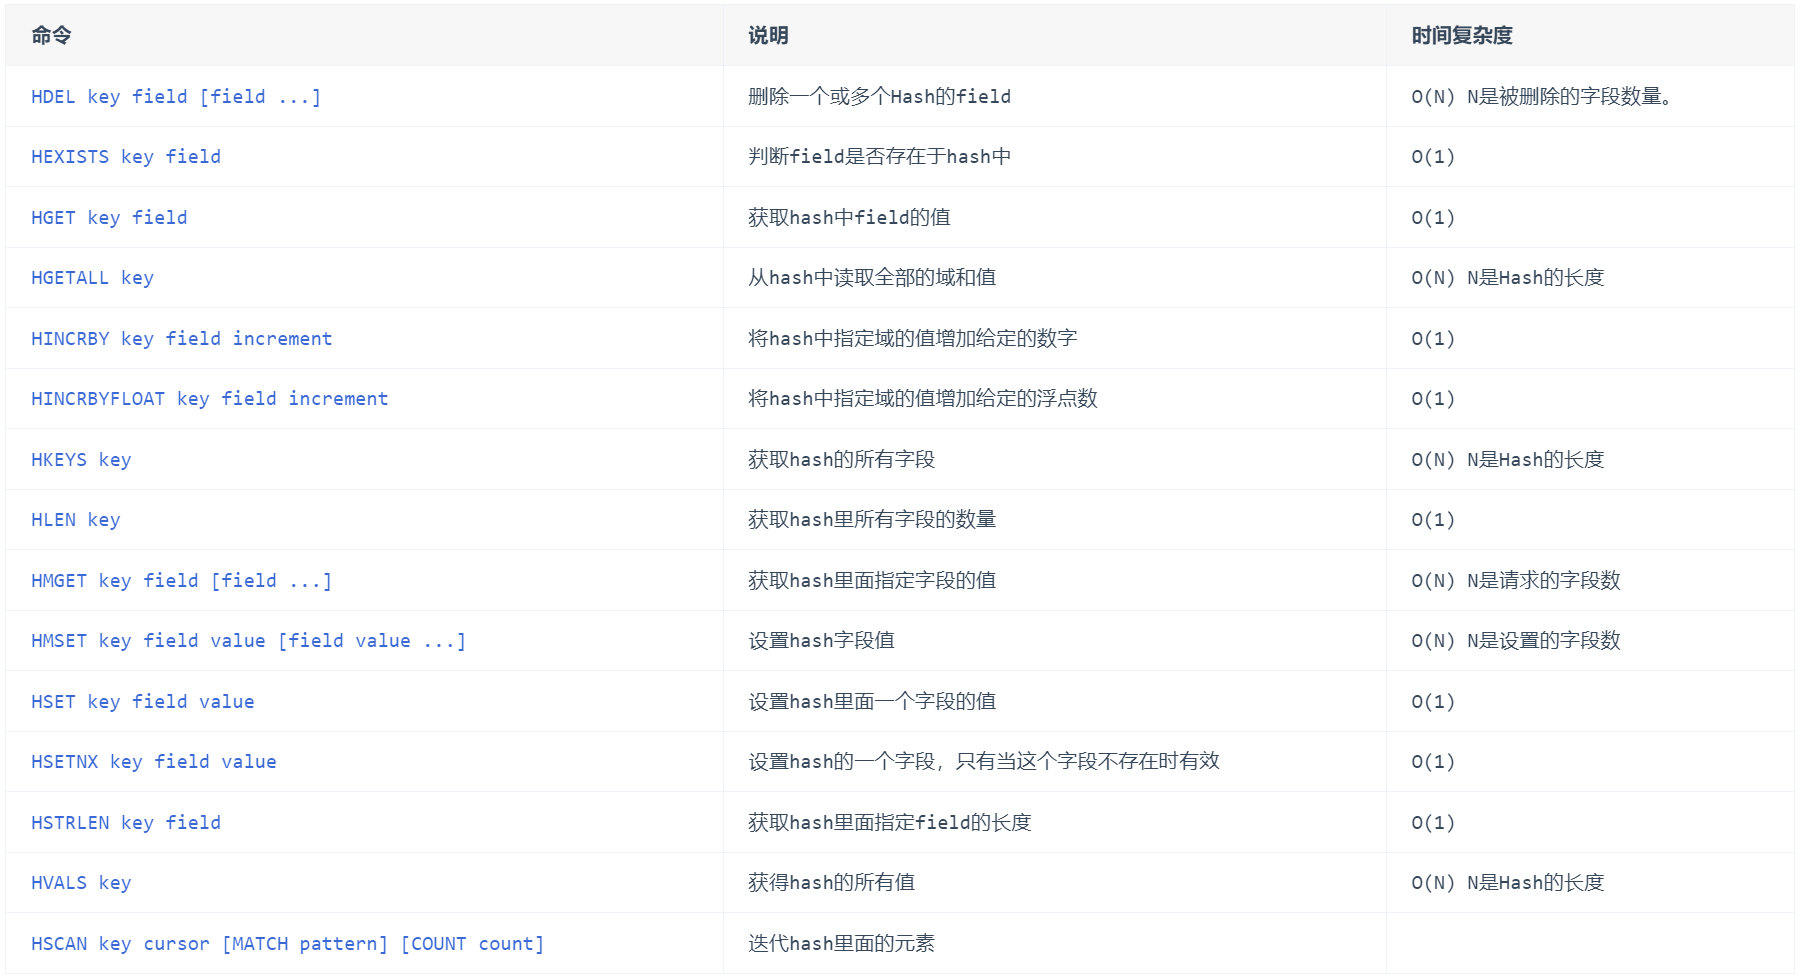 命令 说明 时间复杂度
HDEL key field [field ...] 删除一个或多个Hash的field O(N) N是被删除的字段数量。
HEXISTS key field 判断field是否存在于hash中 O(1)
HGET key field 获取hash中field的值 O(1)
HGETALL key 从hash中读取全部的域和值 O(N) N是Hash的长度
HINCRBY key field increment 将hash中指定域的值增加给定的数字 O(1)
HINCRBYFLOAT key field increment 将hash中指定域的值增加给定的浮点数 O(1)
HKEYS key 获取hash的所有字段 O(N) N是Hash的长度
HLEN key 获取hash里所有字段的数量 O(1)
HMGET key field [field ...] 获取hash里面指定字段的值 O(N) N是请求的字段数
HMSET key field value [field value ...] 设置hash字段值 O(N) N是设置的字段数
HSET key field value 设置hash里面一个字段的值 O(1)
HSETNX key field value 设置hash的一个字段，只有当这个字段不存在时有效 O(1)
HSTRLEN key field 获取hash里面指定field的长度 O(1)
HVALS key 获得hash的所有值 O(N) N是Hash的长度
HSCAN key cursor [MATCH pattern] [COUNT count] 迭代hash里面的元素